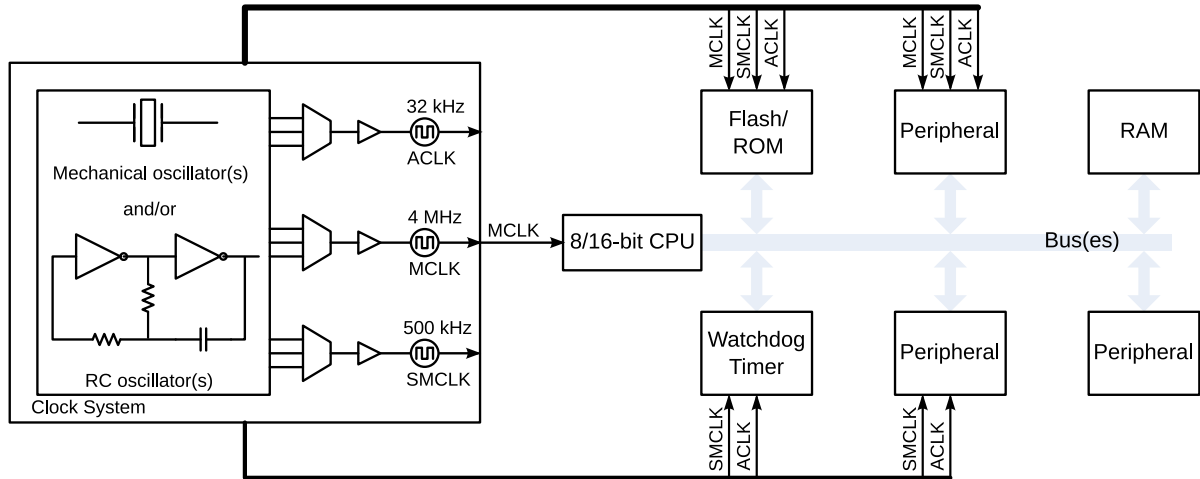 MCLK
SMCLK
ACLK
MCLK
SMCLK
ACLK
32 kHz
ACLK
Mechanical oscillator(s)
and/or
4 MHz
MCLK
MCLK
8/16-bit CPU
Flash/
ROM
Peripheral
RAM
Bus(es)
500 kHz
SMCLK
RC oscillator(s)
Clock System
Watchdog
Timer
Peripheral
Peripheral
SMCLK
ACLK
SMCLK
ACLK